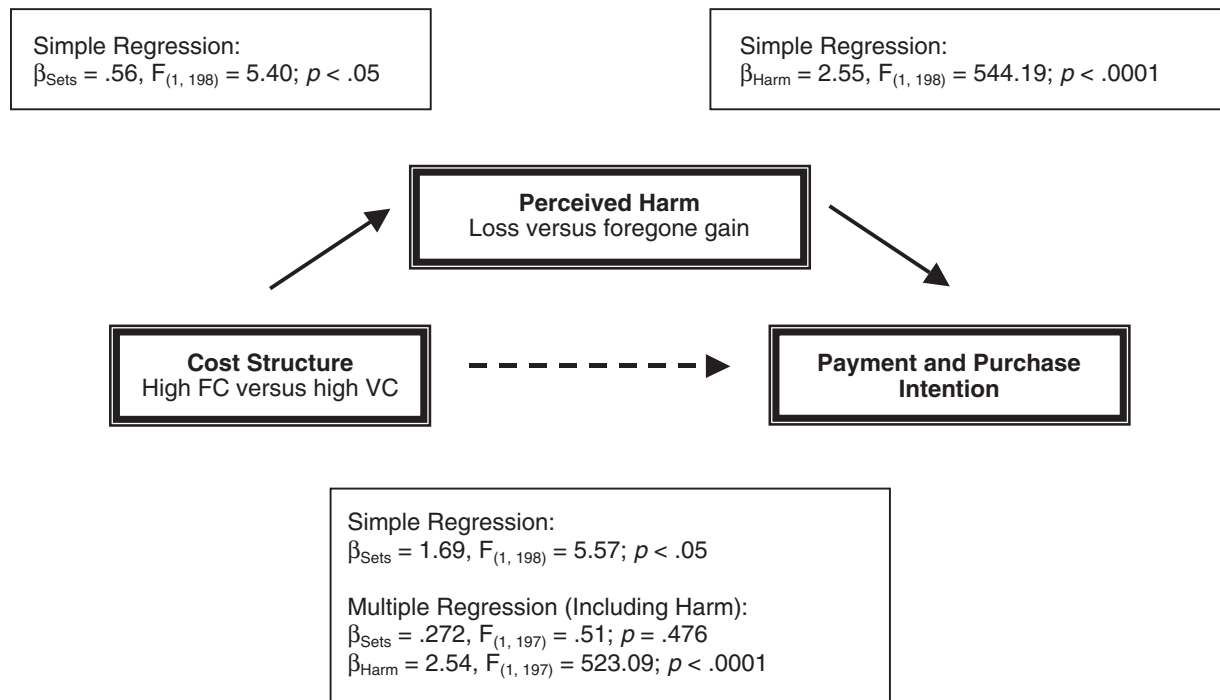 Simple Regression:
βSets = .56, F(1, 198) = 5.40; p < .05
Simple Regression:
βHarm = 2.55, F(1, 198) = 544.19; p < .0001
Perceived Harm
Loss versus foregone gain
Cost Structure
High FC versus high VC
Payment and Purchase
Intention
Simple Regression:
βSets = 1.69, F(1, 198) = 5.57; p < .05
Multiple Regression (Including Harm):
βSets = .272, F(1, 197) = .51; p = .476
βHarm = 2.54, F(1, 197) = 523.09; p < .0001